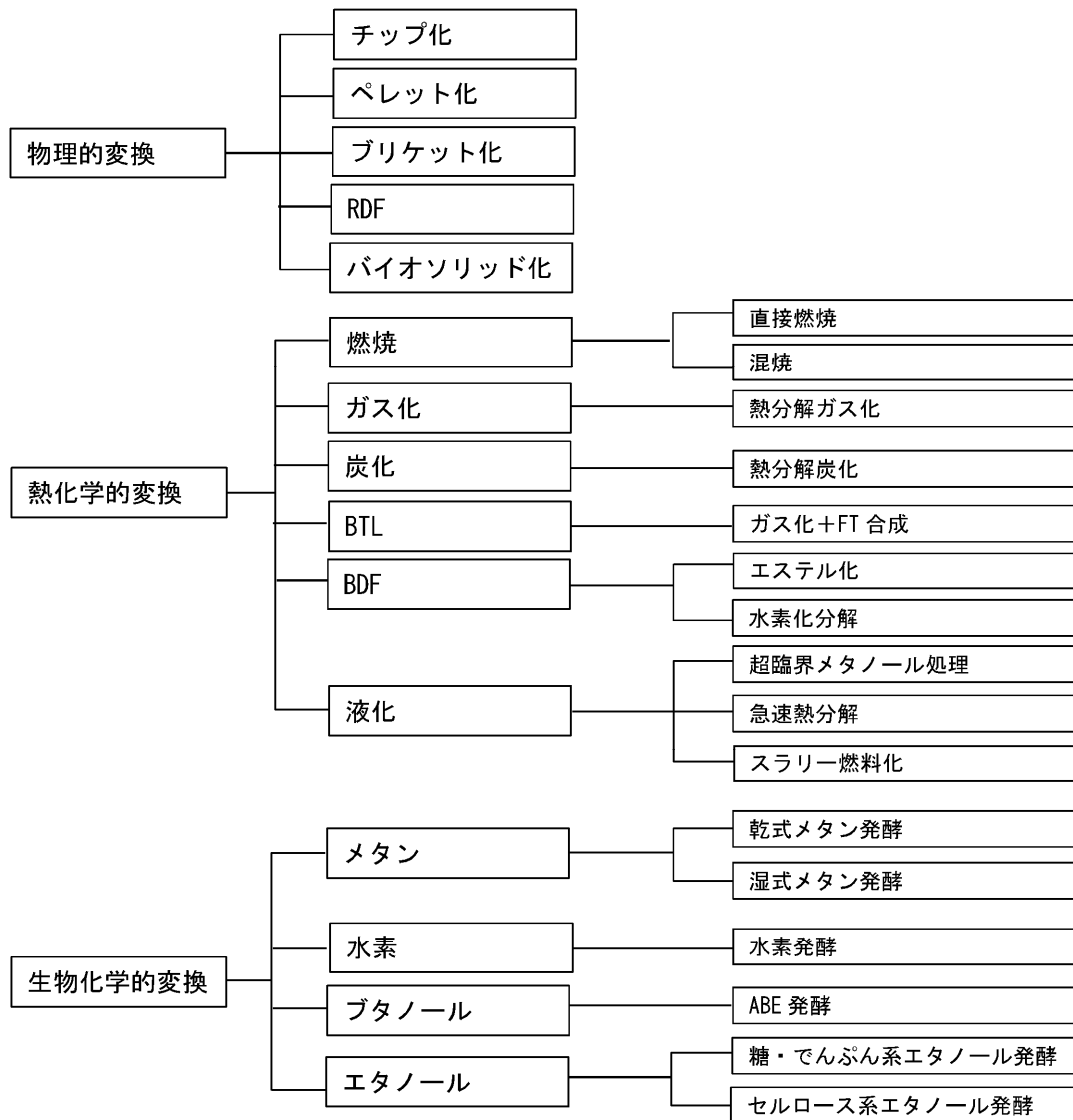 物理的変換
チップ化
ペレット化
ブリケット化
RDF
バイオソリッド化
熱化学的変換
燃焼
直接燃焼
混焼
ガス化
熱分解ガス化
炭化
熱分解炭化
BTL
ガス化＋FT 合成
BDF
エステル化
水素化分解
液化
超臨界メタノール処理
急速熱分解
スラリー燃料化
生物化学的変換
メタン
乾式メタン発酵
湿式メタン発酵
水素
水素発酵
ブタノール
ABE 発酵
エタノール
糖・でんぷん系エタノール発酵
セルロース系エタノール発酵